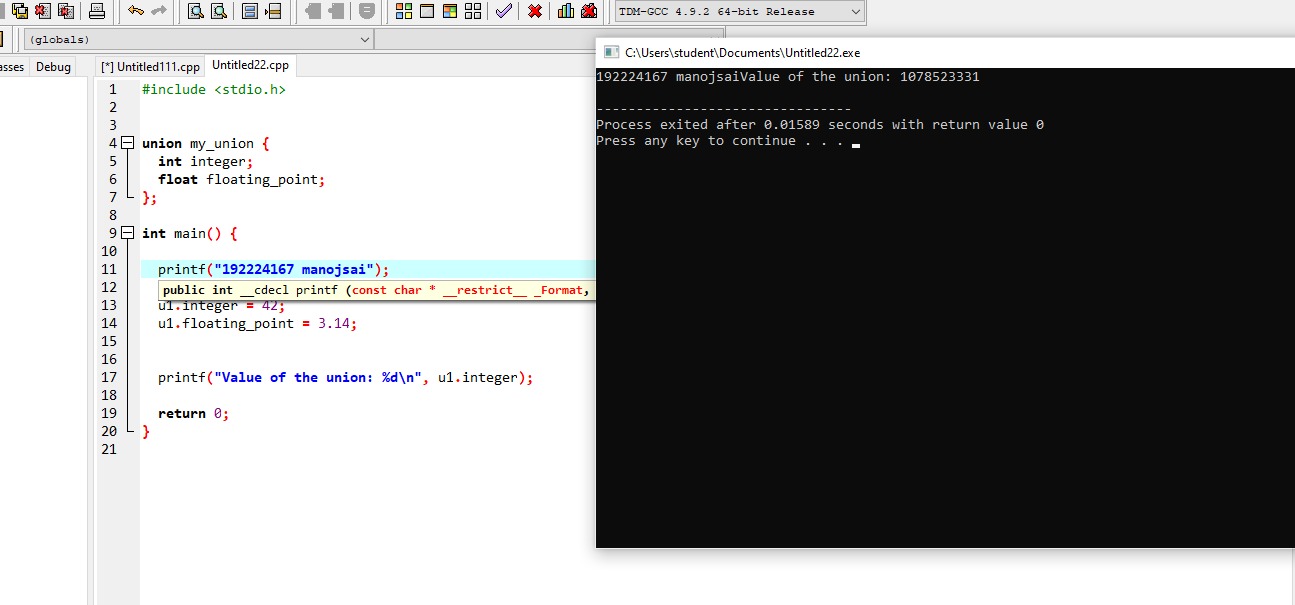 TDM-GCC 4.9.2 64-bit Release
(globals)
asses Debug [*] Untitled111.cpp Untitled22.cpp
1 #include <stdio.h>
2
3
4 union my_union {
5 int integer;
6 float floating_point;
7 };
8
9 int main() {
10
11 printf("192224167 manojsai");
12 public int __cdecl printf (const char * __restrict__ _Format,
13 u1.integer = 42;
14 u1.floating_point = 3.14;
15
16
17 printf("Value of the union: %d\n", u1.integer);
18
19 return 0;
20 }
21
C:\Users\student\Documents\Untitled22.exe
192224167 manojsaiValue of the union: 1078523331
--------------------------------
Process exited after 0.01589 seconds with return value 0
Press any key to continue . . .